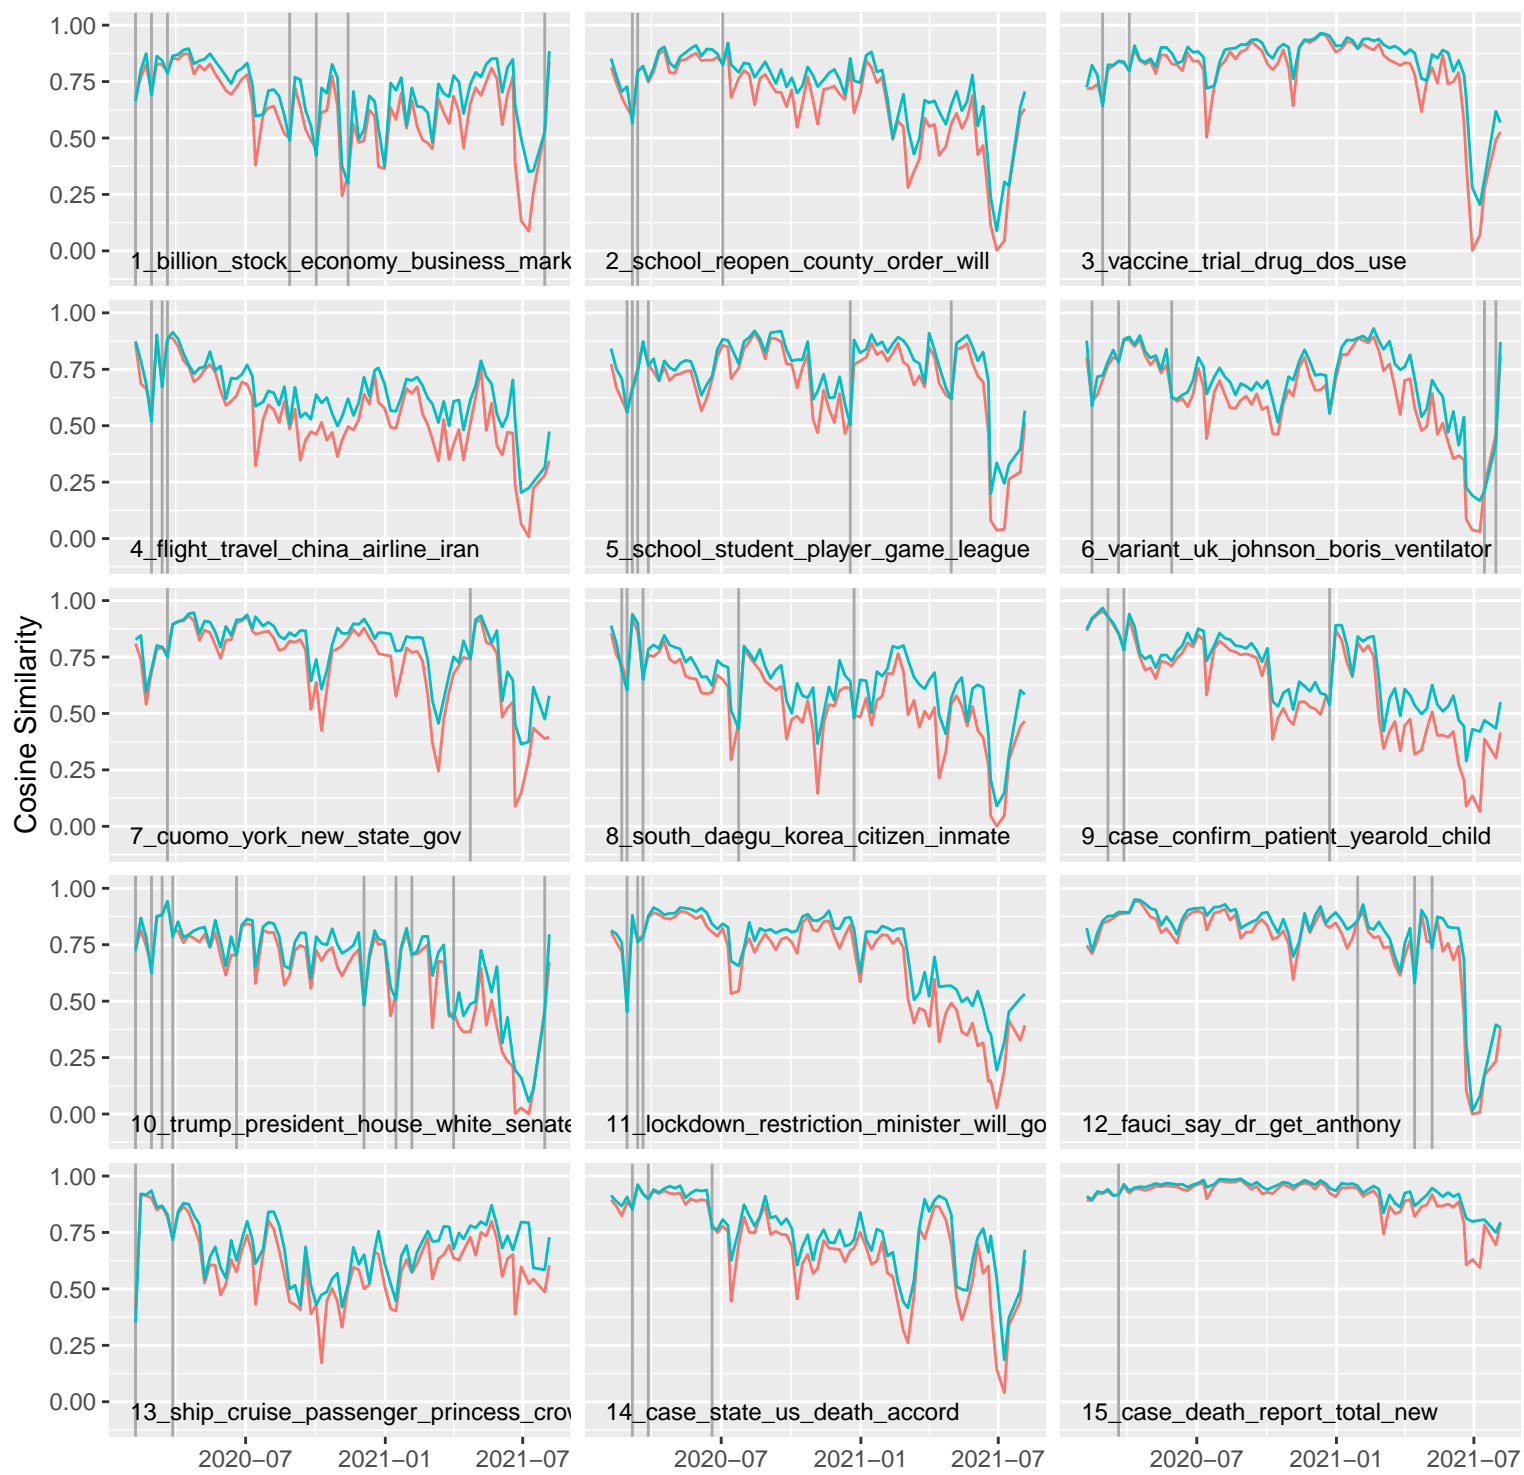 Cosine Similarity
1.00
0.75
0.50
0.25
0.00
1_billion_stock_economy_business_mark
2_school_reopen_county_order_will
3_vaccine_trial_drug_dos_use
1.00
0.75
0.50
0.25
0.00
4_flight_travel_china_airline_iran
5_school_student_player_game_league
6_variant_uk_johnson_boris_ventilator
1.00
0.75
0.50
0.25
0.00
7_cuomo_york_new_state_gov
8_south_daegu_korea_citizen_inmate
9_case_confirm_patient_yearold_child
1.00
0.75
0.50
0.25
0.00
10_trump_president_house_white_senate
11_lockdown_restriction_minister_will_go
12_fauci_say_dr_get_anthony
1.00
0.75
0.50
0.25
0.00
13_ship_cruise_passenger_princess_crow
14_case_state_us_death_accord
15_case_death_report_total_new
2020−07 2021−01 2021−07 2020−07 2021−01 2021−07 2020−07 2021−01 2021−07